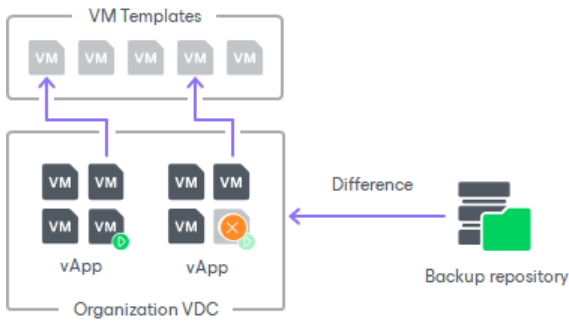 VM Templates
VM VM VM VM VM
VM VM VM VM
Difference
VM VM VM
vApp vApp
Backup repository
Organization VDC